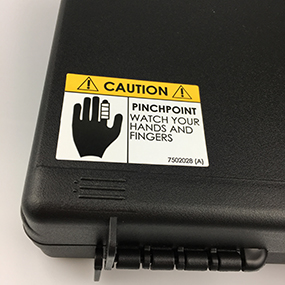 CAUTION
PINCHPOINT
WATCH YOUR
HANDS AND
FINGERS
7502028 (A)